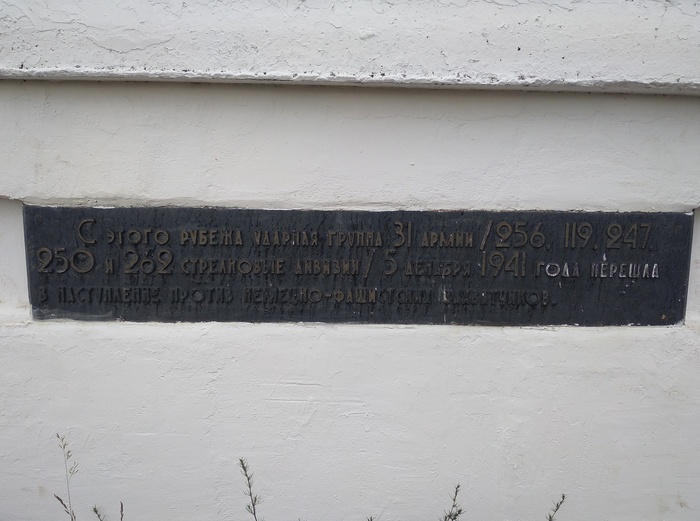 С ЭТОГО РУБЕЖА УДАРНАЯ ГРУППА 31 АРМИИ /256, 119, 247,
250 И 262 СТРЕЛКОВЫЕ ДИВИЗИИ/ 5 ДЕКАБРЯ 1941 ГОДА ПЕРЕШЛА
В НАСТУПЛЕНИЕ ПРОТИВ НЕМЕЦКО-ФАШИСТСКИХ ЗАХВАТЧИКОВ.